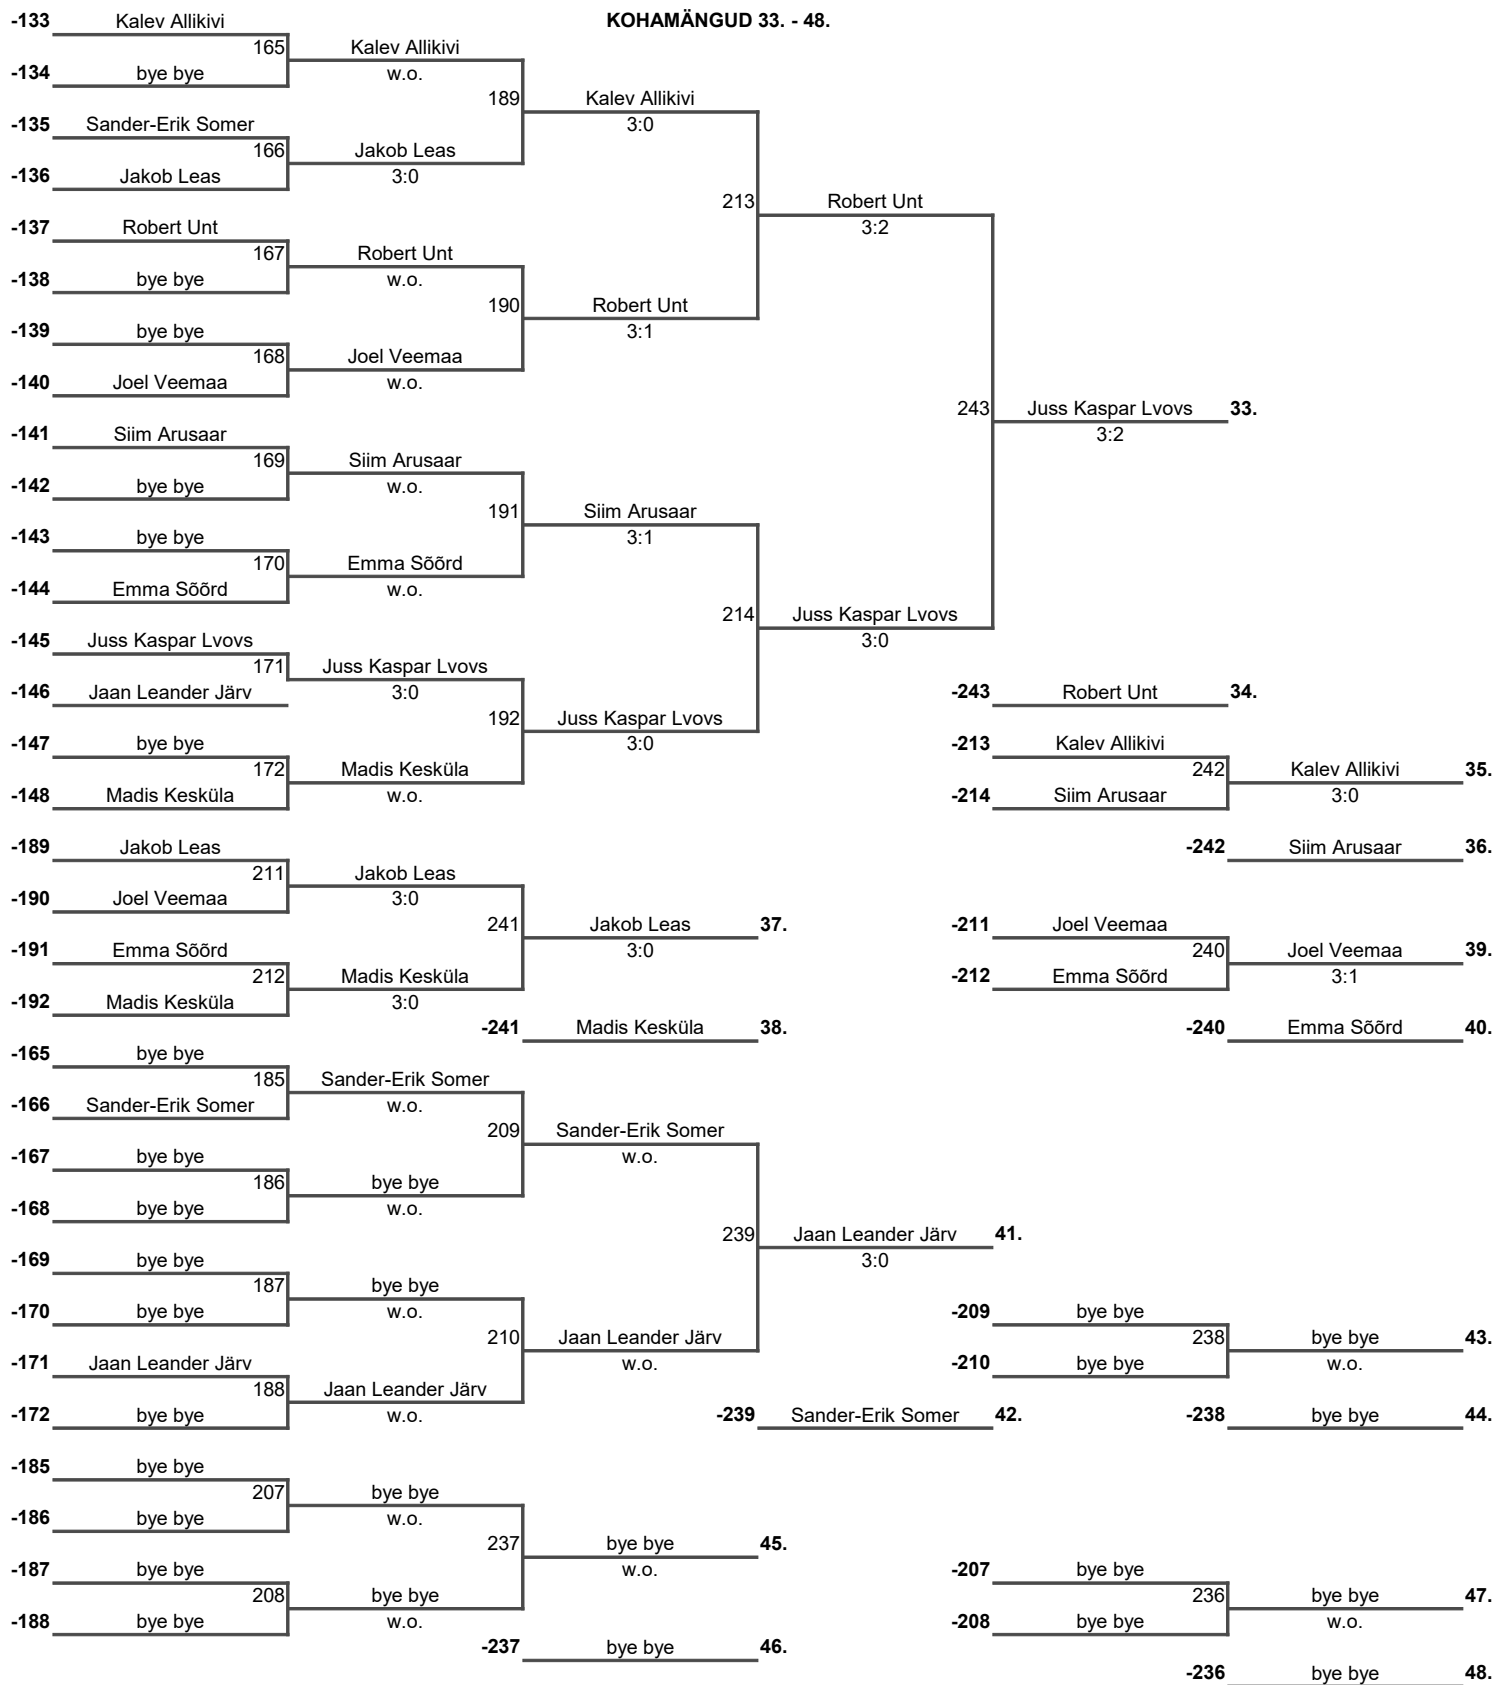 KOHAMÄNGUD 33. - 48.
-133 Kalev Allikivi
165 Kalev Allikivi
-134 bye bye w.o.
189 Kalev Allikivi
-135 Sander-Erik Somer 3:0
166 Jakob Leas
-136 Jakob Leas 3:0
213 Robert Unt
-137 Robert Unt 3:2
167 Robert Unt
-138 bye bye w.o.
190 Robert Unt
-139 bye bye 3:1
168 Joel Veemaa
-140 Joel Veemaa w.o.
243 Juss Kaspar Lvovs 33.
-141 Siim Arusaar 3:2
169 Siim Arusaar
-142 bye bye w.o.
191 Siim Arusaar
-143 bye bye 3:1
170 Emma Sõõrd
-144 Emma Sõõrd w.o.
214 Juss Kaspar Lvovs
-145 Juss Kaspar Lvovs 3:0
171 Juss Kaspar Lvovs
-146 Jaan Leander Järv 3:0 -243 Robert Unt 34.
192 Juss Kaspar Lvovs
-147 bye bye 3:0 -213 Kalev Allikivi
172 Madis Kesküla 242 Kalev Allikivi 35.
-148 Madis Kesküla w.o. -214 Siim Arusaar 3:0
-189 Jakob Leas -242 Siim Arusaar 36.
211 Jakob Leas
-190 Joel Veemaa 3:0
241 Jakob Leas 37. -211 Joel Veemaa
-191 Emma Sõõrd 3:0 240 Joel Veemaa 39.
212 Madis Kesküla -212 Emma Sõõrd 3:1
-192 Madis Kesküla 3:0
-241 Madis Kesküla 38. -240 Emma Sõõrd 40.
-165 bye bye
185 Sander-Erik Somer
-166 Sander-Erik Somer w.o.
209 Sander-Erik Somer
-167 bye bye w.o.
186 bye bye
-168 bye bye w.o.
239 Jaan Leander Järv 41.
-169 bye bye 3:0
187 bye bye
-170 bye bye w.o. -209 bye bye
210 Jaan Leander Järv 238 bye bye 43.
-171 Jaan Leander Järv w.o. -210 bye bye w.o.
188 Jaan Leander Järv
-172 bye bye w.o. -239 Sander-Erik Somer 42. -238 bye bye 44.
-185 bye bye
207 bye bye
-186 bye bye w.o.
237 bye bye 45.
-187 bye bye w.o. -207 bye bye
208 bye bye 236 bye bye 47.
-188 bye bye w.o. -208 bye bye w.o.
-237 bye bye 46.
-236 bye bye 48.